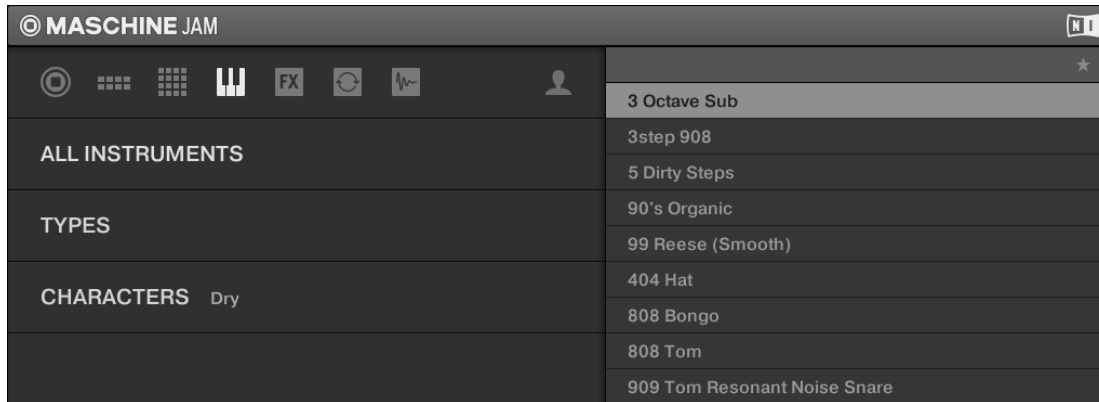 MASCHINE JAM
NI
FX
ALL INSTRUMENTS
TYPES
CHARACTERS Dry
3 Octave Sub
3step 908
5 Dirty Steps
90's Organic
99 Reese (Smooth)
404 Hat
808 Bongo
808 Tom
909 Tom Resonant Noise Snare